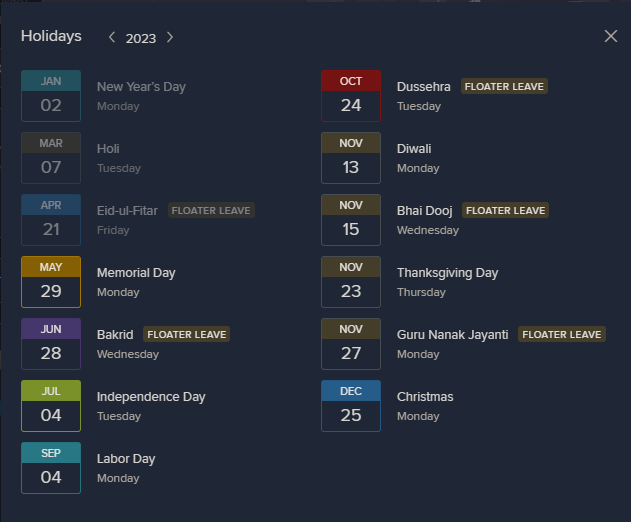 Holidays
2023
JAN
02
New Year's Day
Monday
MAR
07
Holi
Tuesday
APR
21
Eid-ul-Fitar FLOATER LEAVE
Friday
MAY
29
Memorial Day
Monday
JUN
28
Bakrid FLOATER LEAVE
Wednesday
JUL
04
Independence Day
Tuesday
SEP
04
Labor Day
Monday
OCT
24
Dussehra FLOATER LEAVE
Tuesday
NOV
13
Diwali
Monday
NOV
15
Bhai Dooj FLOATER LEAVE
Wednesday
NOV
23
Thanksgiving Day
Thursday
NOV
27
Guru Nanak Jayanti FLOATER LEAVE
Monday
DEC
25
Christmas
Monday